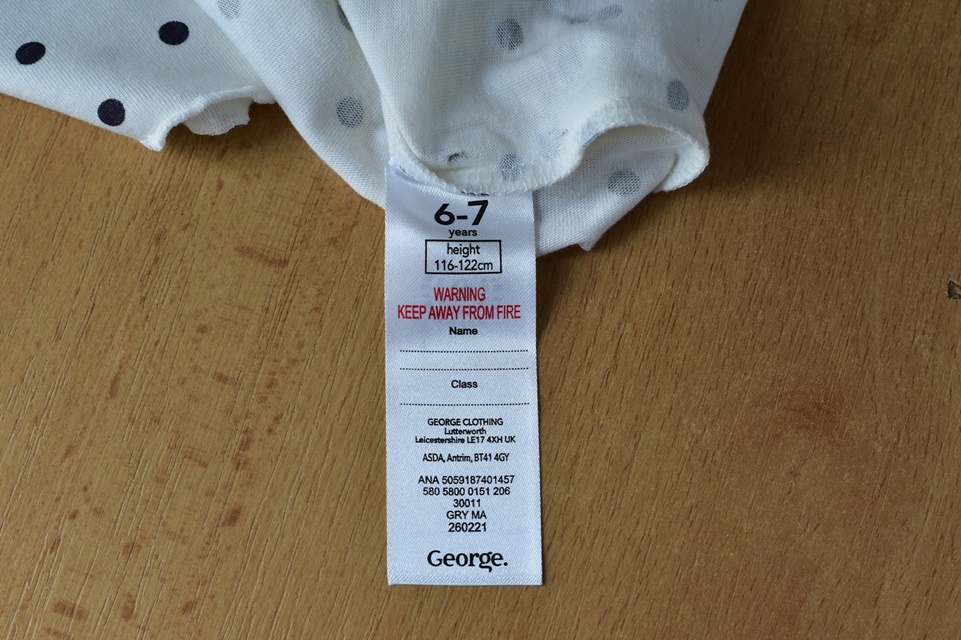 6-7
years
height
116-122cm
WARNING
KEEP AWAY FROM FIRE
Name
Class
GEORGE CLOTHING
Lutterworth
Leicestershire LE17 4XH UK
ASDA, Antrim, BT41 4GY
ANA 5059187401457
580 5800 0151 206
30011
GRY MA
260221
George.